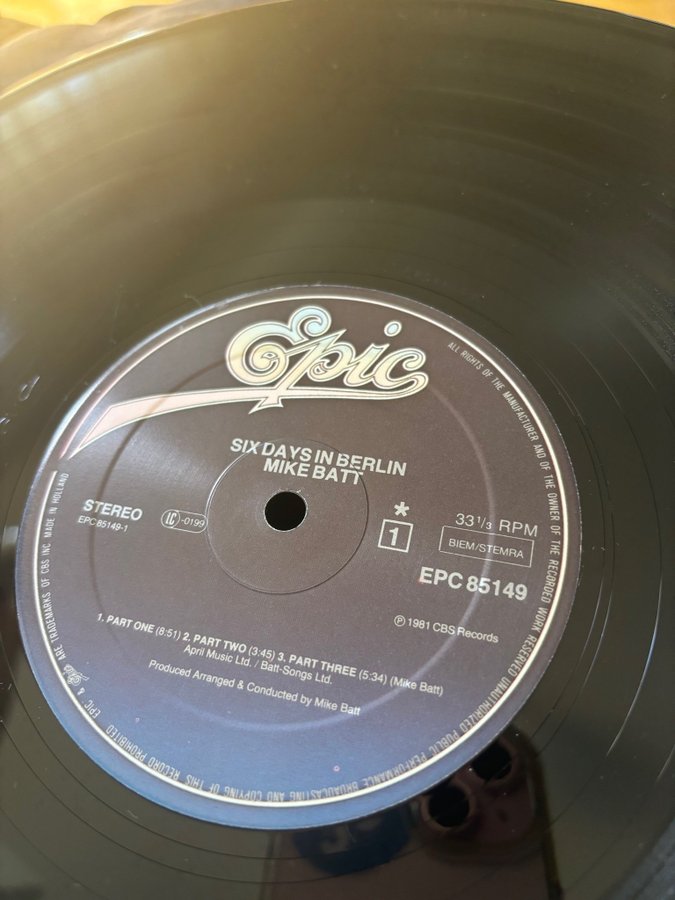 Epic
SIX DAYS IN BERLIN
MIKE BATT
STEREO
EPC 85149-1
LC -0199
*
1
33 1/3 RPM
BIEM/STEMRA
EPC 85149
℗ 1981 CBS Records
1. PART ONE (8:51) 2. PART TWO (3:45) 3. PART THREE (5:34) (Mike Batt)
April Music Ltd. / Batt-Songs Ltd.
Produced Arranged & Conducted by Mike Batt
ALL RIGHTS OF THE MANUFACTURER AND OF THE OWNER OF THE RECORDED WORK RESERVED UNAUTHORIZED PUBLIC PERFORMANCE BROADCASTING AND COPYING OF THIS RECORD PROHIBITED
EPIC & Epic ARE TRADEMARKS OF CBS INC. MADE IN HOLLAND